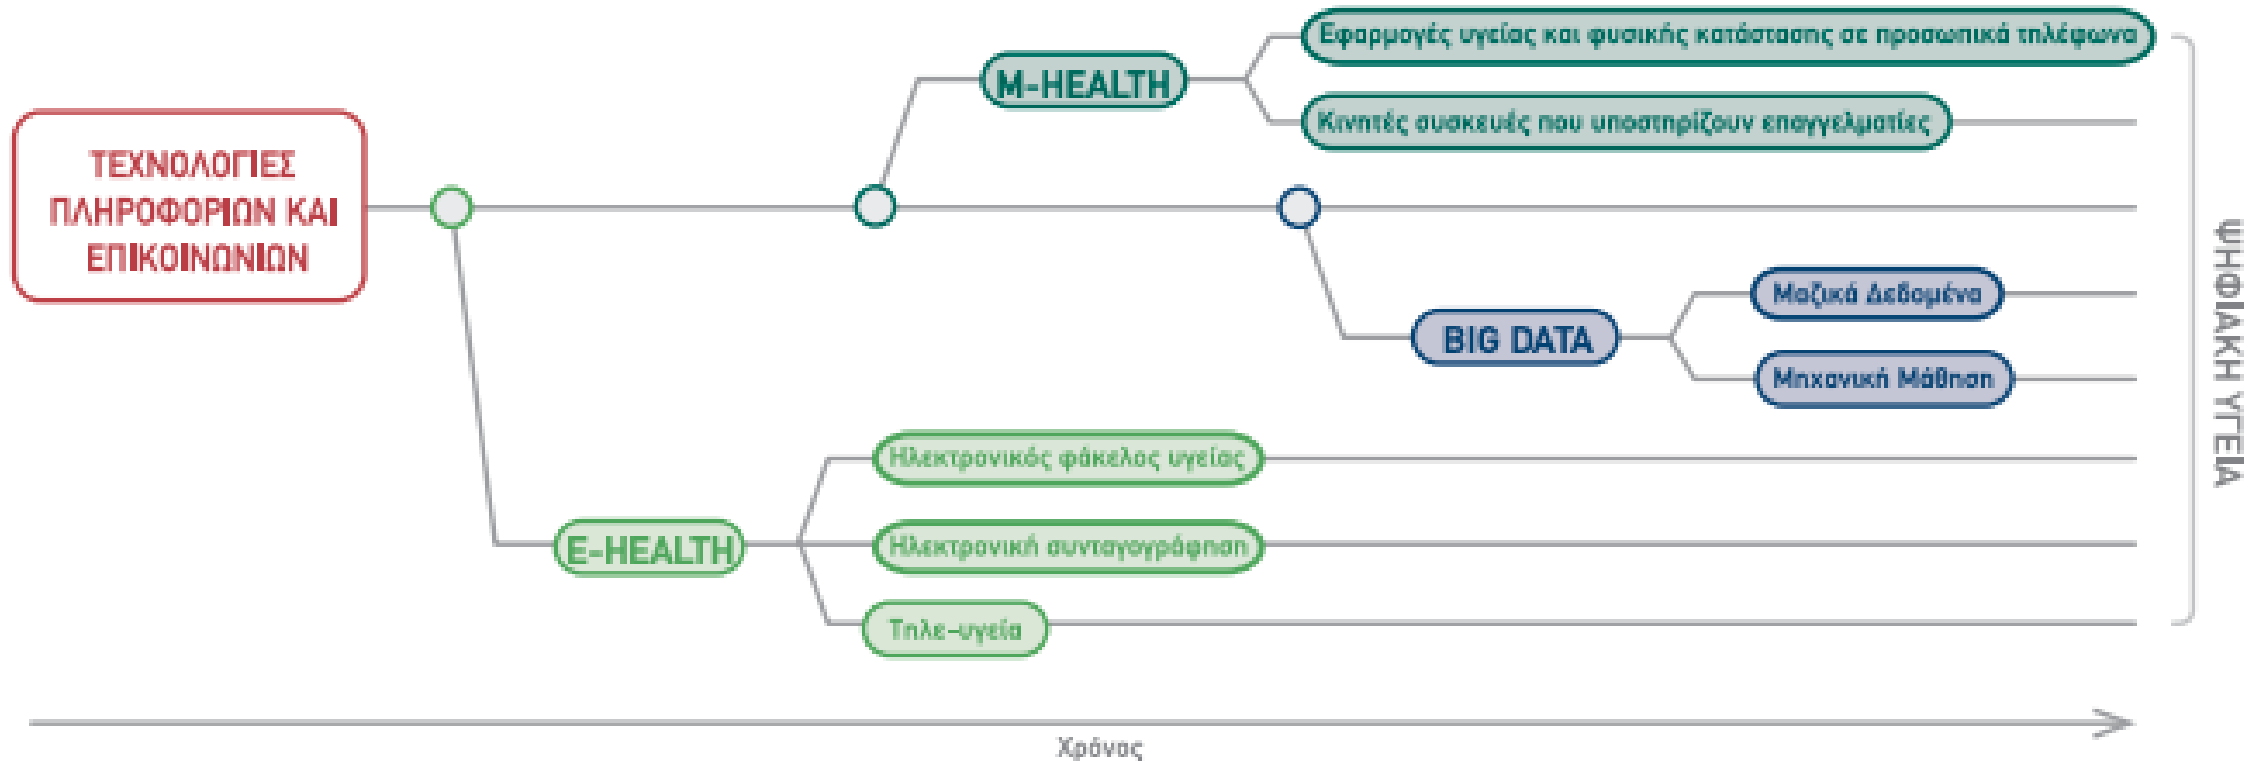 Εφαρμογές υγείας και φυσικής κατάστασης σε προσωπικά τηλέφωνα
M-HEALTH
Κινητές συσκευές που υποστηρίζουν επαγγελματίες
ΤΕΧΝΟΛΟΓΙΕΣ
ΠΛΗΡΟΦΟΡΙΩΝ ΚΑΙ
ΕΠΙΚΟΙΝΩΝΙΩΝ
Μαζικά Δεδομένα
BIG DATA
Μηχανική Μάθηση
Ηλεκτρονικός φάκελος υγείας
E-HEALTH
Ηλεκτρονική συνταγογράφηση
Τηλε-υγεία
ΨΗΦΙΑΚΗ ΥΓΕΙΑ
Χρόνος